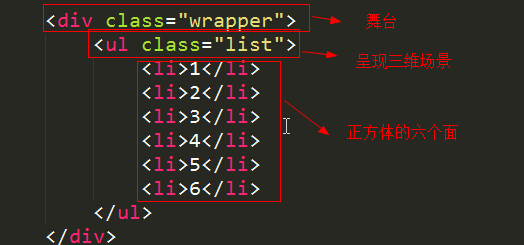 <div class="wrapper"> 舞台
<ul class="list"> 呈现三维场景
<li>1</li>
<li>2</li>
<li>3</li>
<li>4</li> 正方体的六个面
<li>5</li>
<li>6</li>
</ul>
</div>